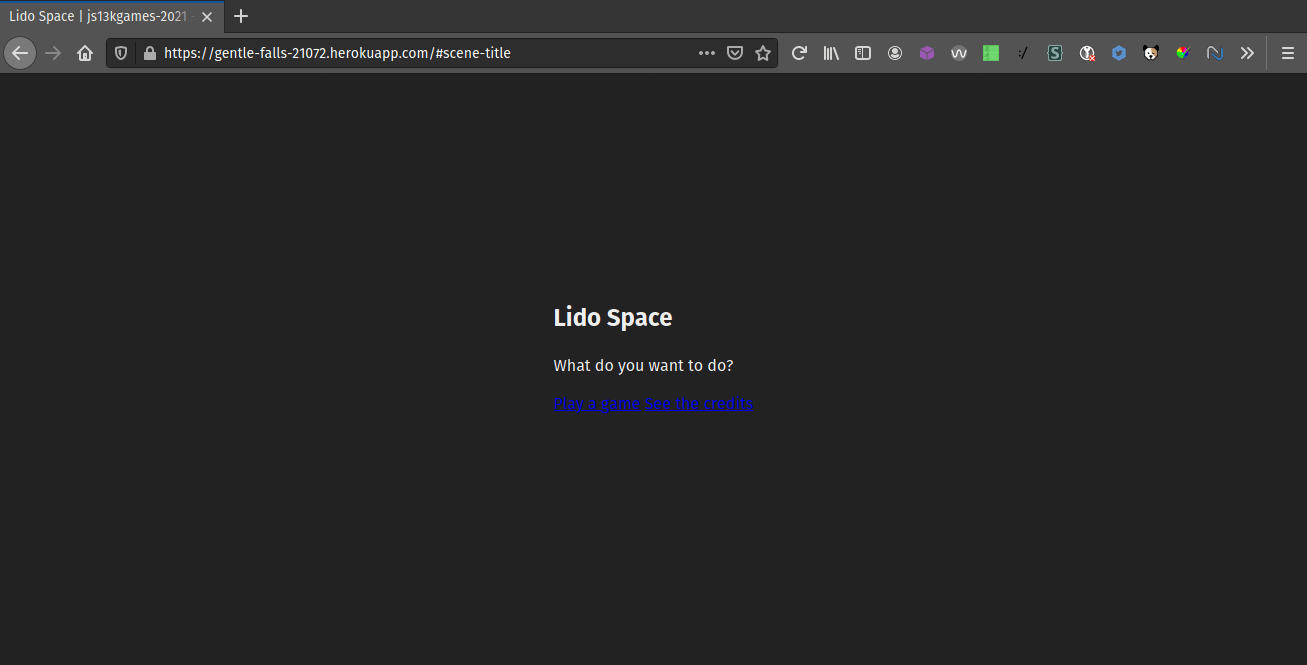 Lido Space | js13kgames-2021 -
https://gentle-falls-21072.herokuapp.com/#scene-title
Lido Space
What do you want to do?
Play a game See the credits